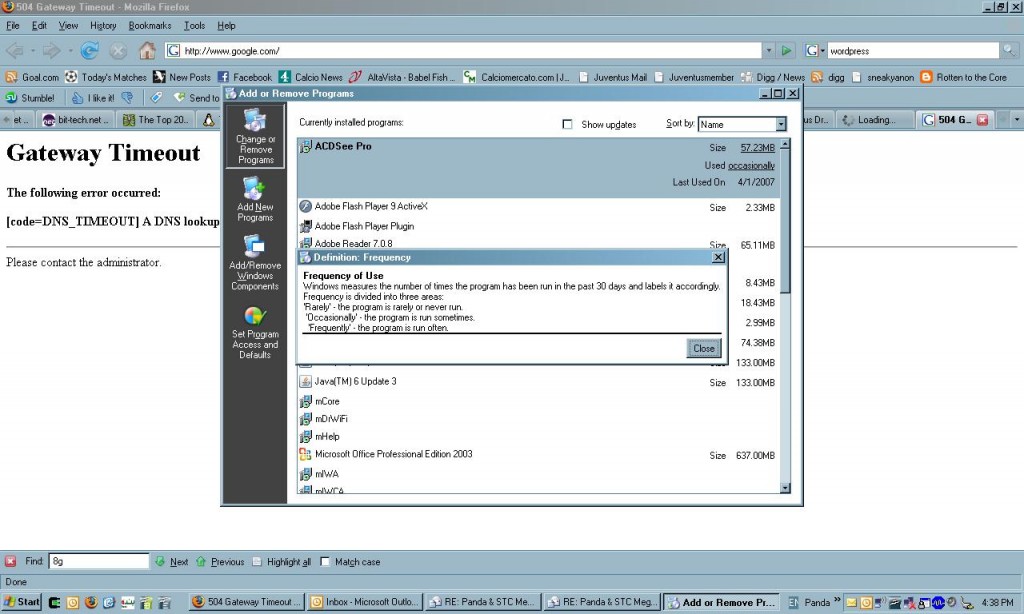 504 Gateway Timeout - Mozilla Firefox
File Edit View History Bookmarks Tools Help
http://www.google.com/
wordpress
Goal.com Today's Matches New Posts Facebook Calcio News AltaVista - Babel Fish ... Calciomercato.com | J... Juventus Mail Juventusmember Digg / News digg sneakyanon Rotten to the Core
Stumble! I like it! Send to
et ... bit-tech.net ... The Top 20... us Dr... Loading... 504 G...
Gateway Timeout
The following error occurred:
[code=DNS_TIMEOUT] A DNS lookup
Please contact the administrator.
Add or Remove Programs
Change or Remove Programs
Add New Programs
Add/Remove Windows Components
Set Program Access and Defaults
Currently installed programs:
Show updates
Sort by: Name
ACDSee Pro Size 57.23MB
Used occasionally
Last Used On 4/1/2007
Adobe Flash Player 9 ActiveX Size 2.33MB
Adobe Flash Player Plugin
Adobe Reader 7.0.8 Size 65.11MB
Definition: Frequency
Frequency of Use
Windows measures the number of times the program has been run in the past 30 days and labels it accordingly.
Frequency is divided into three areas:
'Rarely' - the program is rarely or never run.
'Occasionally' - the program is run sometimes.
'Frequently' - the program is run often.
Close
8.43MB
18.43MB
2.99MB
74.38MB
Size 133.00MB
Java(TM) 6 Update 3 Size 133.00MB
mCore
mDrWiFi
mHelp
Microsoft Office Professional Edition 2003 Size 637.00MB
mIWA
mIWCA
Find: 8g Next Previous Highlight all Match case
Done
Start 504 Gateway Timeout ... Inbox - Microsoft Outlo... RE: Panda & STC Me... RE: Panda & STC Meg... Add or Remove Pr... Panda 4:38 PM